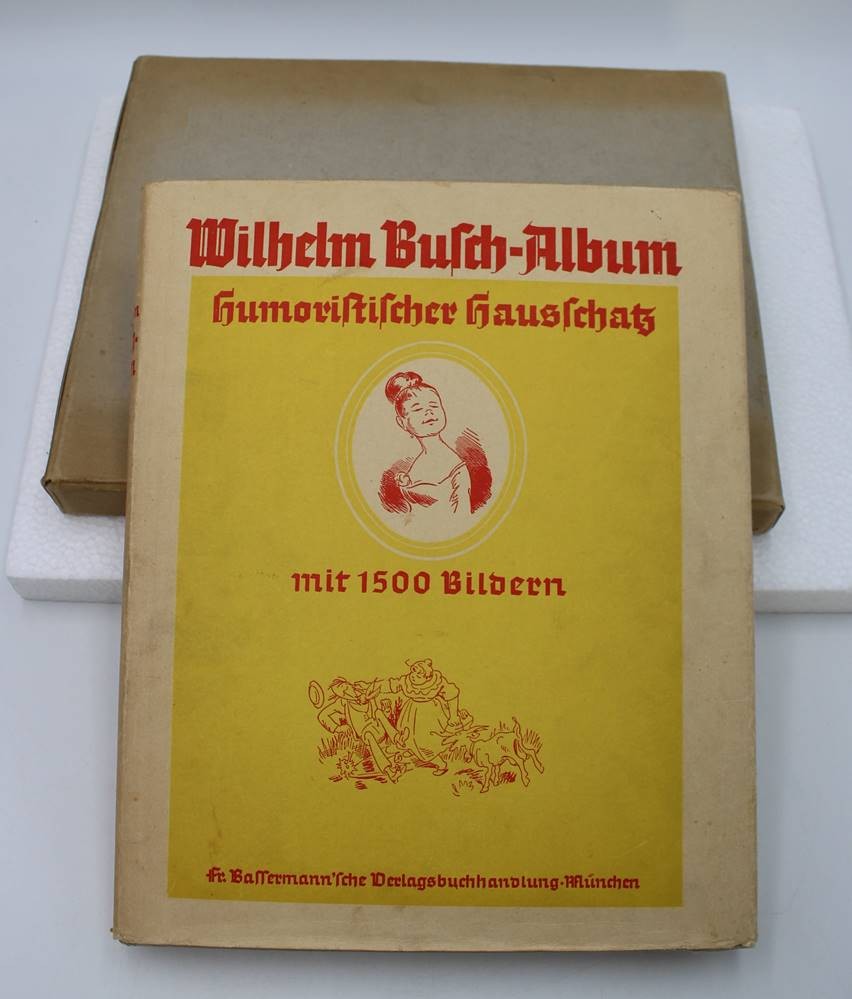 Wilhelm Buſch-Album
Humoriſtiſcher Hausſchatz
mit 1500 Bildern
Fr. Baſſermann'ſche Verlagsbuchhandlung · München